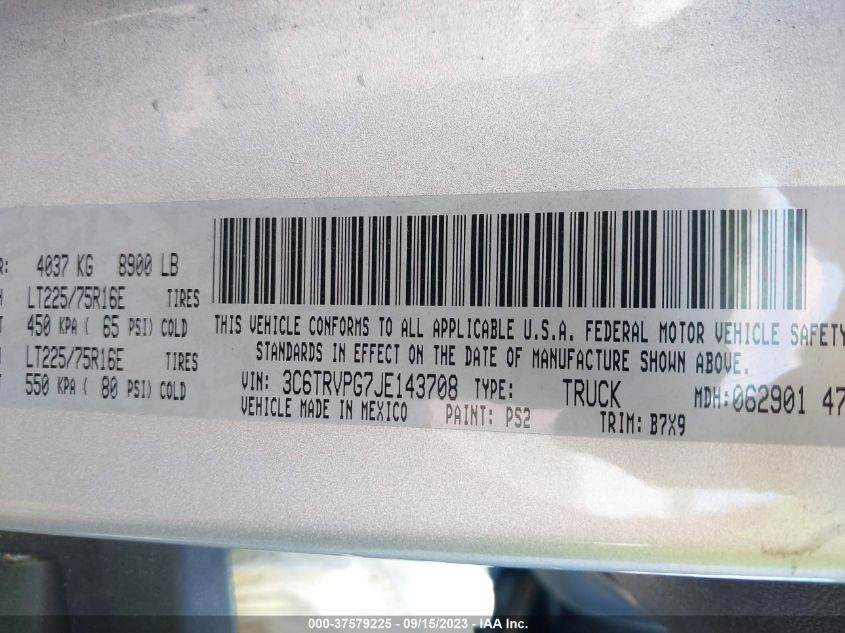 R: 4037 KG 8900 LB
LT225/75R16E TIRES
450 KPA ( 65 PSI) COLD
LT225/75R16E TIRES
550 KPA ( 80 PSI) COLD
THIS VEHICLE CONFORMS TO ALL APPLICABLE U.S.A. FEDERAL MOTOR VEHICLE SAFETY
STANDARDS IN EFFECT ON THE DATE OF MANUFACTURE SHOWN ABOVE.
VIN: 3C6TRVPG7JE143708 TYPE: TRUCK MDH:062901 47
VEHICLE MADE IN MEXICO PAINT: PS2 TRIM: B7X9
000-37579225 - 09/15/2023 - IAA Inc.